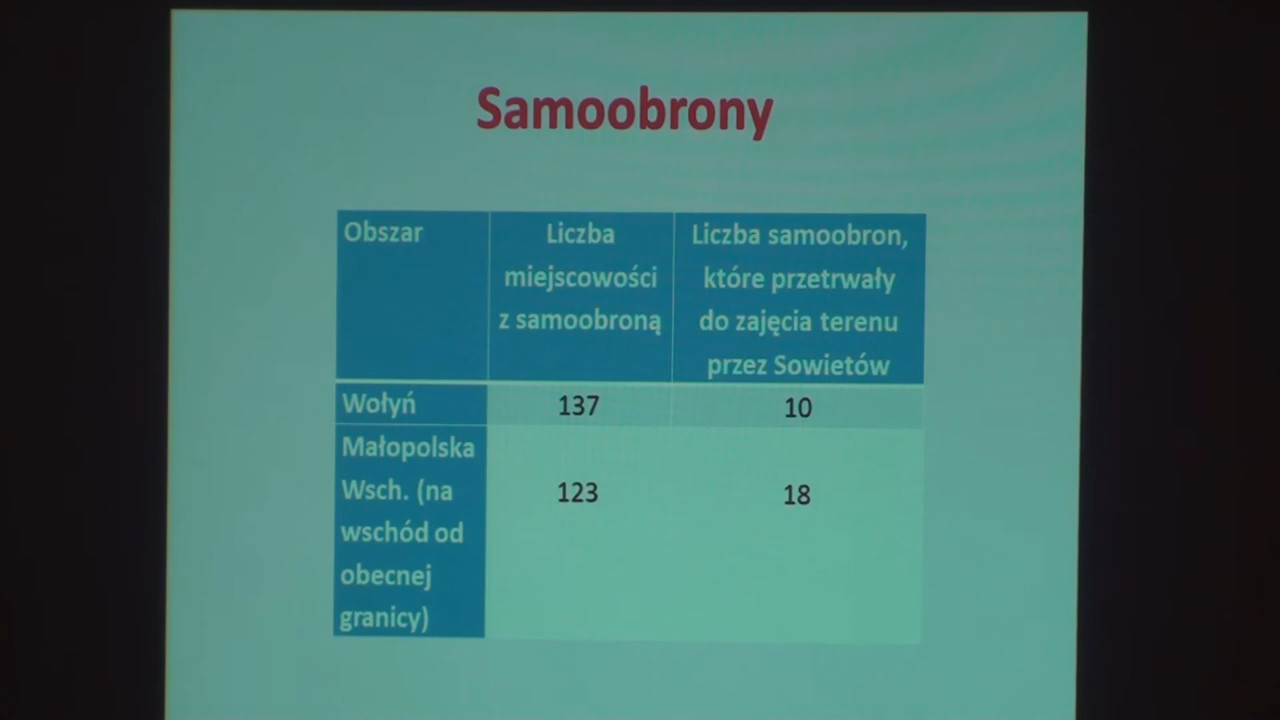 Samoobrony
Obszar
Liczba
miejscowości
z samoobroną
Liczba samoobron,
które przetrwały
do zajęcia terenu
przez Sowietów
Wołyń
137
10
Małopolska
Wsch. (na
wschód od
obecnej
granicy)
123
18